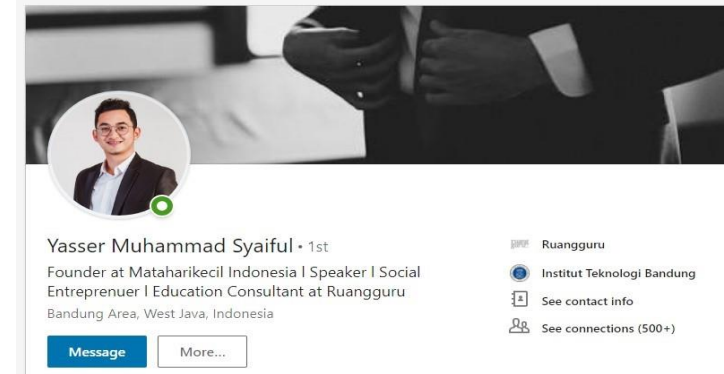 Yasser Muhammad Syaiful • 1st
Founder at Mataharikecil Indonesia l Speaker l Social
Entreprenuer l Education Consultant at Ruangguru
Bandung Area, West Java, Indonesia
Message
More...
Ruangguru
Institut Teknologi Bandung
See contact info
See connections (500+)